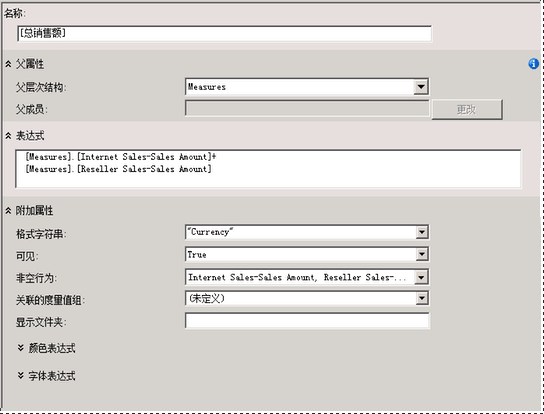 名称:
[总销售额]
父属性
父层次结构: Measures
父成员: 更改
表达式
[Measures].[Internet Sales-Sales Amount]+
[Measures].[Reseller Sales-Sales Amount]
附加属性
格式字符串: "Currency"
可见: True
非空行为: Internet Sales-Sales Amount, Reseller Sales-...
关联的度量值组: (未定义)
显示文件夹:
颜色表达式
字体表达式